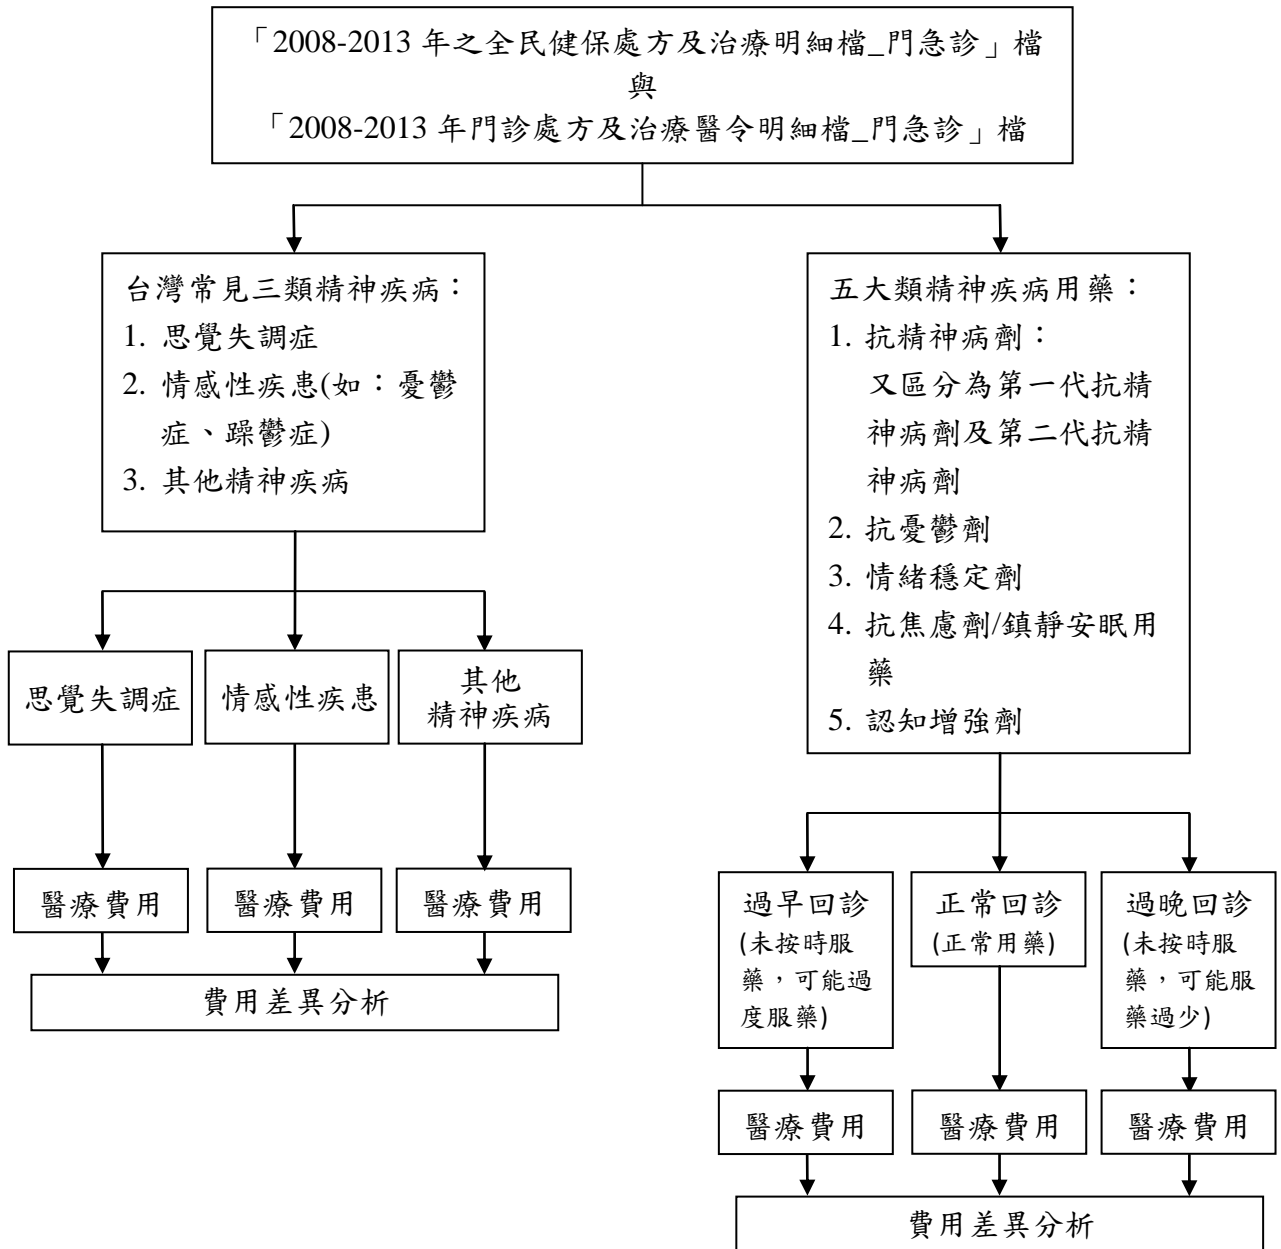 「2008-2013 年之全民健保處方及治療明細檔_門急診」檔
與
「2008-2013 年門診處方及治療醫令明細檔_門急診」檔
台灣常見三類精神疾病：
1. 思覺失調症
2. 情感性疾患(如：憂鬱
症、躁鬱症)
3. 其他精神疾病
思覺失調症
情感性疾患
其他
精神疾病
醫療費用
醫療費用
醫療費用
費用差異分析
五大類精神疾病用藥：
1. 抗精神病劑：
又區分為第一代抗精
神病劑及第二代抗精
神病劑
2. 抗憂鬱劑
3. 情緒穩定劑
4. 抗焦慮劑/鎮靜安眠用
藥
5. 認知增強劑
過早回診
(未按時服
藥，可能過
度服藥)
正常回診
(正常用藥)
過晚回診
(未按時服
藥，可能服
藥過少)
醫療費用
醫療費用
醫療費用
費用差異分析